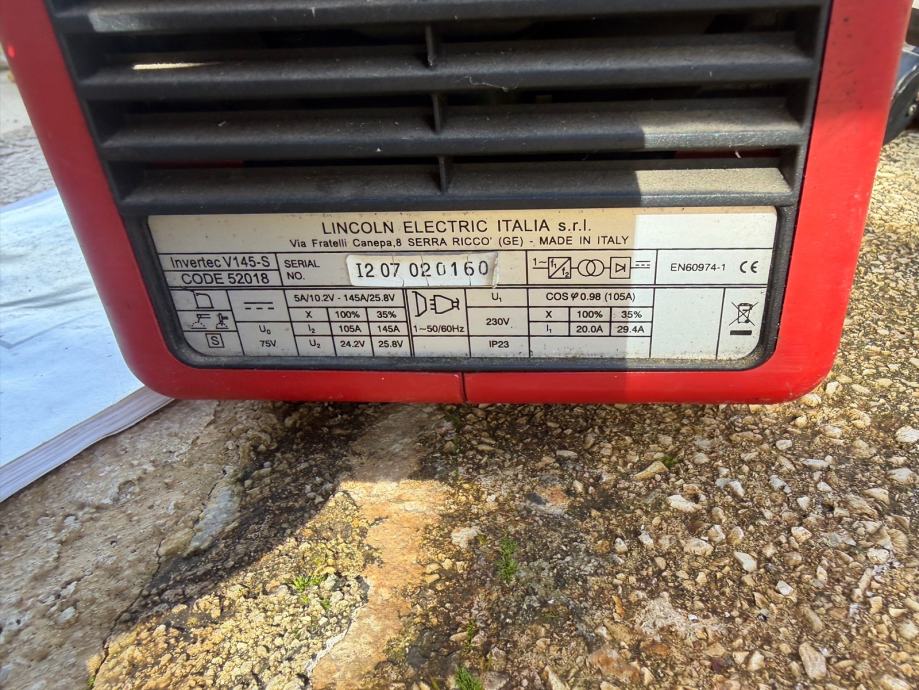 LINCOLN ELECTRIC ITALIA s.r.l.
Via Fratelli Canepa,8 SERRA RICCO' (GE) - MADE IN ITALY
Invertec V145-S
CODE 52018
SERIAL
NO.
I2 07 020160
1~ f1 f2
EN60974-1 CE
5A/10.2V - 145A/25.8V
X 100% 35%
U0 I2 105A 145A
75V U2 24.2V 25.8V
S
1~50/60Hz
U1
230V
IP23
COS φ 0.98 (105A)
X 100% 35%
I1 20.0A 29.4A